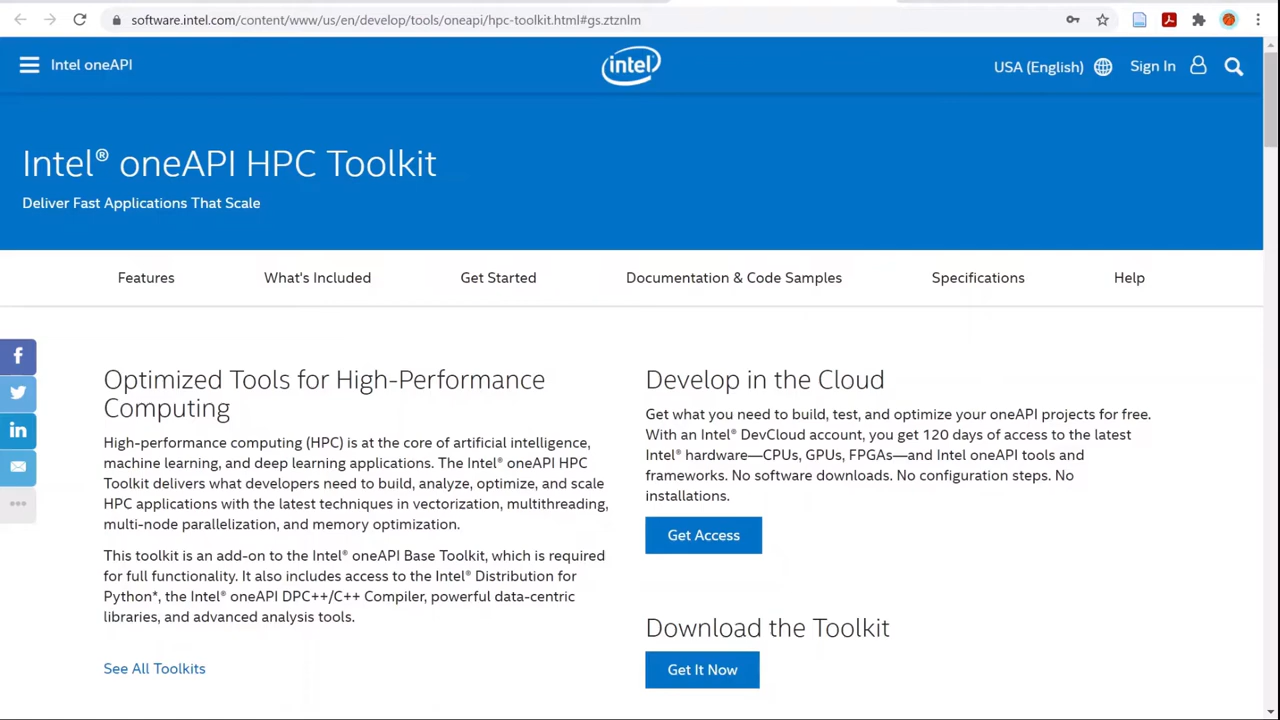 software.intel.com/content/www/us/en/develop/tools/oneapi/hpc-toolkit.html#gs.ztznlm
Intel oneAPI
intel
USA (English)
Sign In
Intel® oneAPI HPC Toolkit
Deliver Fast Applications That Scale
Features
What's Included
Get Started
Documentation & Code Samples
Specifications
Help
Optimized Tools for High-Performance
Computing
High-performance computing (HPC) is at the core of artificial intelligence,
machine learning, and deep learning applications. The Intel® oneAPI HPC
Toolkit delivers what developers need to build, analyze, optimize, and scale
HPC applications with the latest techniques in vectorization, multithreading,
multi-node parallelization, and memory optimization.
This toolkit is an add-on to the Intel® oneAPI Base Toolkit, which is required
for full functionality. It also includes access to the Intel® Distribution for
Python*, the Intel® oneAPI DPC++/C++ Compiler, powerful data-centric
libraries, and advanced analysis tools.
See All Toolkits
Develop in the Cloud
Get what you need to build, test, and optimize your oneAPI projects for free.
With an Intel® DevCloud account, you get 120 days of access to the latest
Intel® hardware—CPUs, GPUs, FPGAs—and Intel oneAPI tools and
frameworks. No software downloads. No configuration steps. No
installations.
Get Access
Download the Toolkit
Get It Now